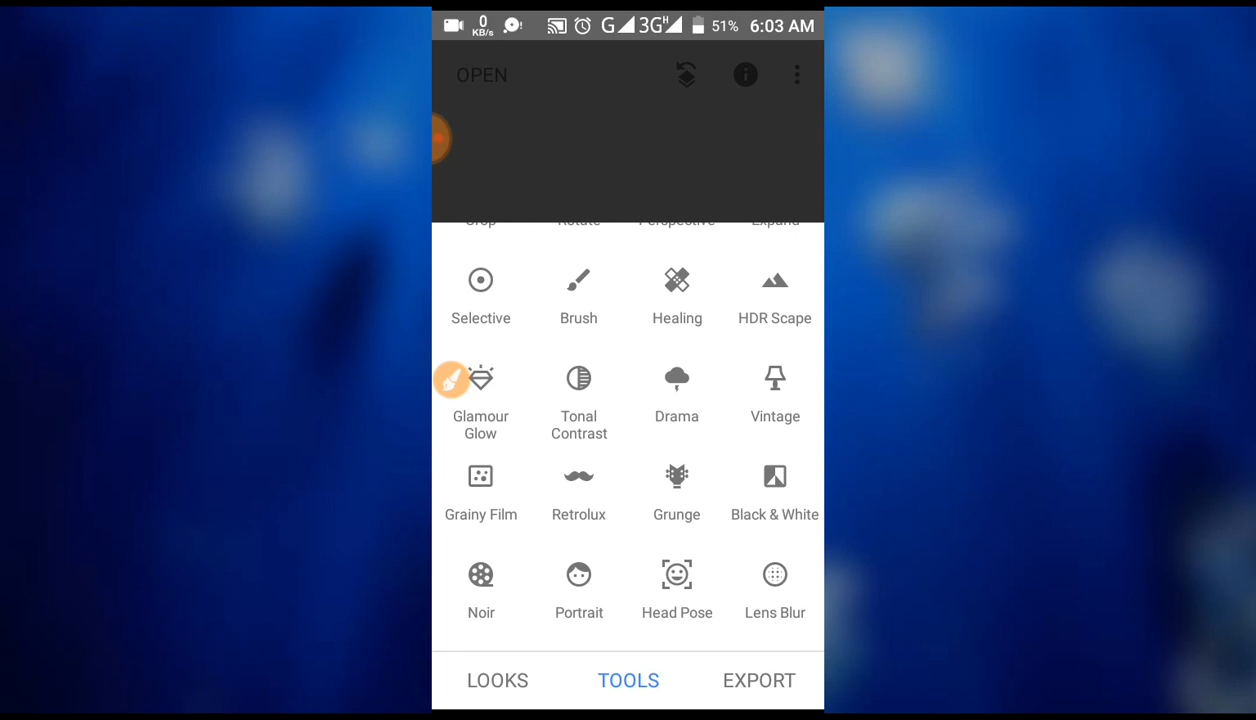 0 KB/s G 3G H 51% 6:03 AM
OPEN
Crop Rotate Perspective Expand
Selective Brush Healing HDR Scape
Glamour Glow Tonal Contrast Drama Vintage
Grainy Film Retrolux Grunge Black & White
Noir Portrait Head Pose Lens Blur
LOOKS TOOLS EXPORT